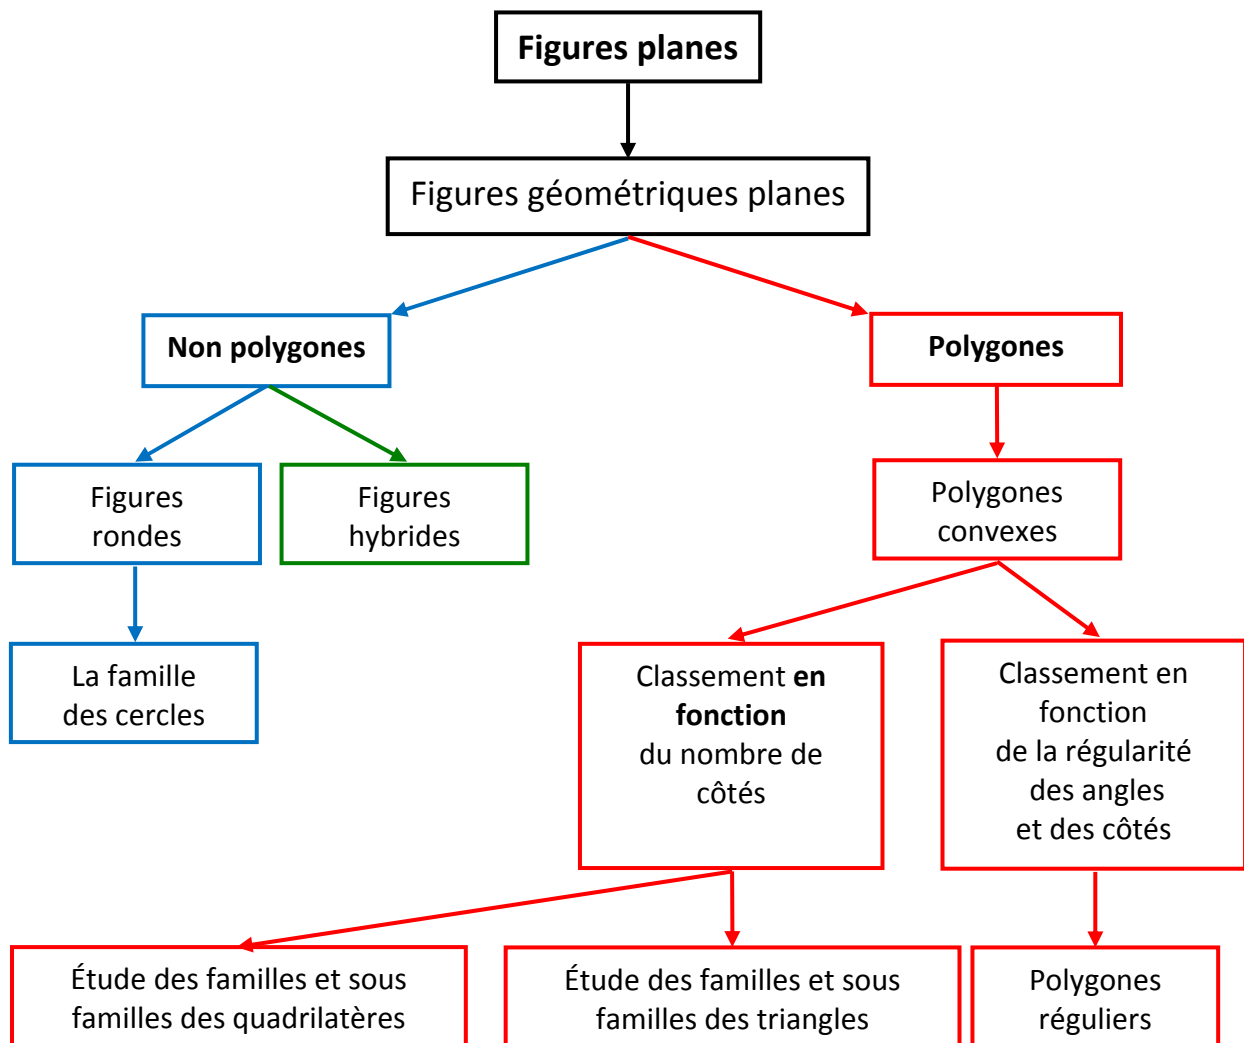 Figures planes
Figures géométriques planes
Non polygones
Polygones
Figures
rondes
Figures
hybrides
Polygones
convexes
La famille
des cercles
Classement en
fonction
du nombre de
côtés
Classement en
fonction
de la régularité
des angles
et des côtés
Étude des familles et sous
familles des quadrilatères
Étude des familles et sous
familles des triangles
Polygones
réguliers